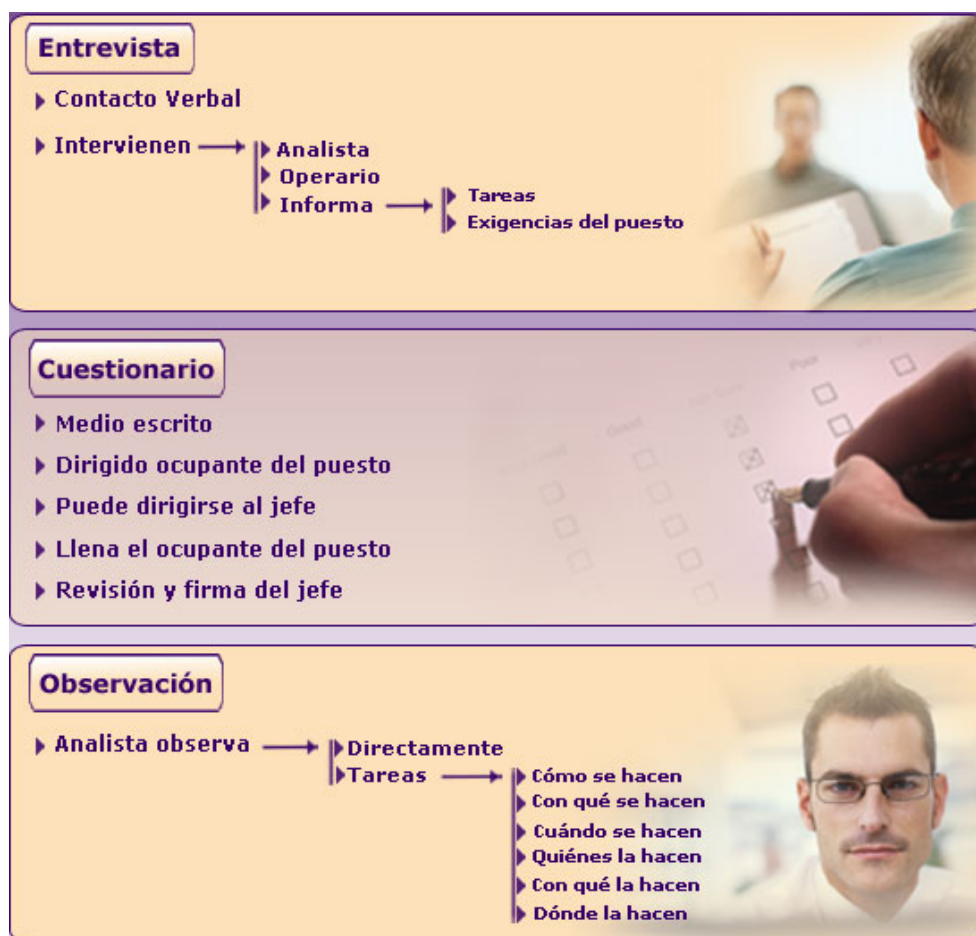 Entrevista
Contacto Verbal
Intervienen
Analista
Operario
Informa
Tareas
Exigencias del puesto
Cuestionario
Poor
Good
Medio escrito
Dirigido ocupante del puesto
Puede dirigirse al jefe
Llena el ocupante del puesto
Revisión y firma del jefe
Observación
Analista observa
Directamente
Tareas
Cómo se hacen
Con qué se hacen
Cuándo se hacen
Quiénes la hacen
Con qué la hacen
Dónde la hacen